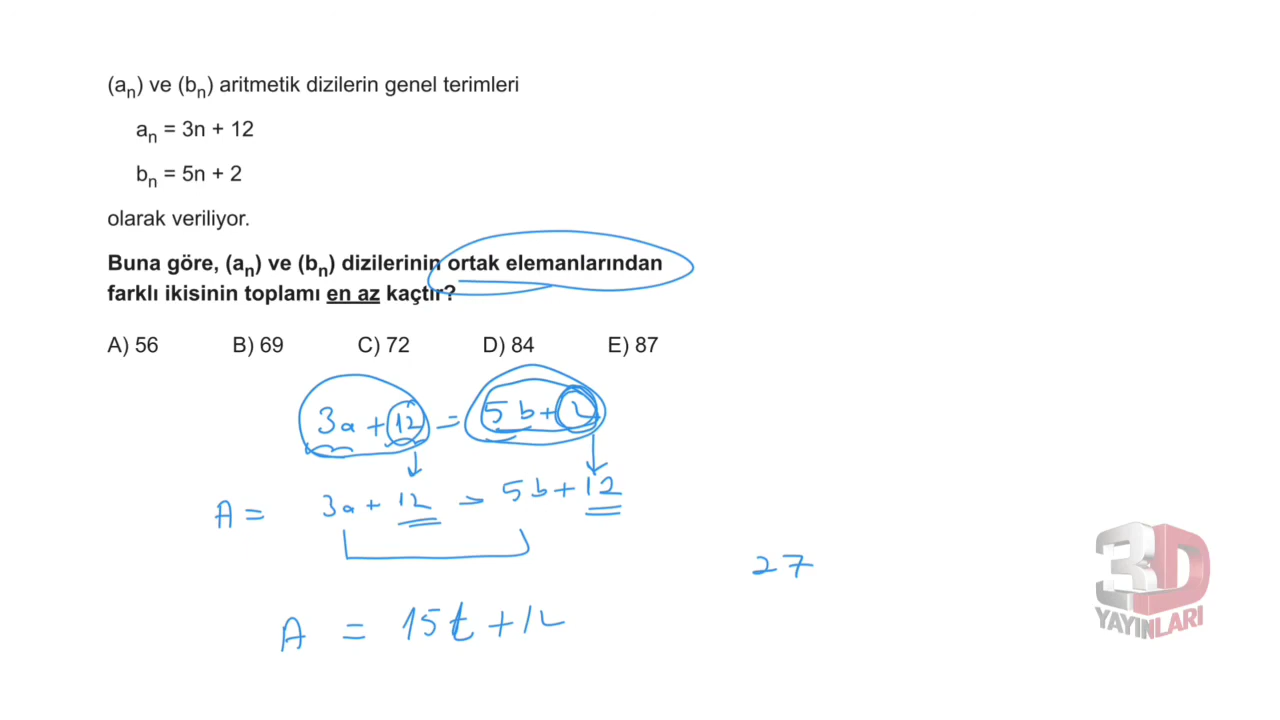 (aₙ) ve (bₙ) aritmetik dizilerin genel terimleri
aₙ = 3n + 12
bₙ = 5n + 2
olarak veriliyor.
Buna göre, (aₙ) ve (bₙ) dizilerinin ortak elemanlarından
farklı ikisinin toplamı en az kaçtır?
A) 56 B) 69 C) 72 D) 84 E) 87
3a + 12 = 5b + 2
A = 3a + 12 = 5b + 12
27
A = 15t + 12
3D
YAYINLARI